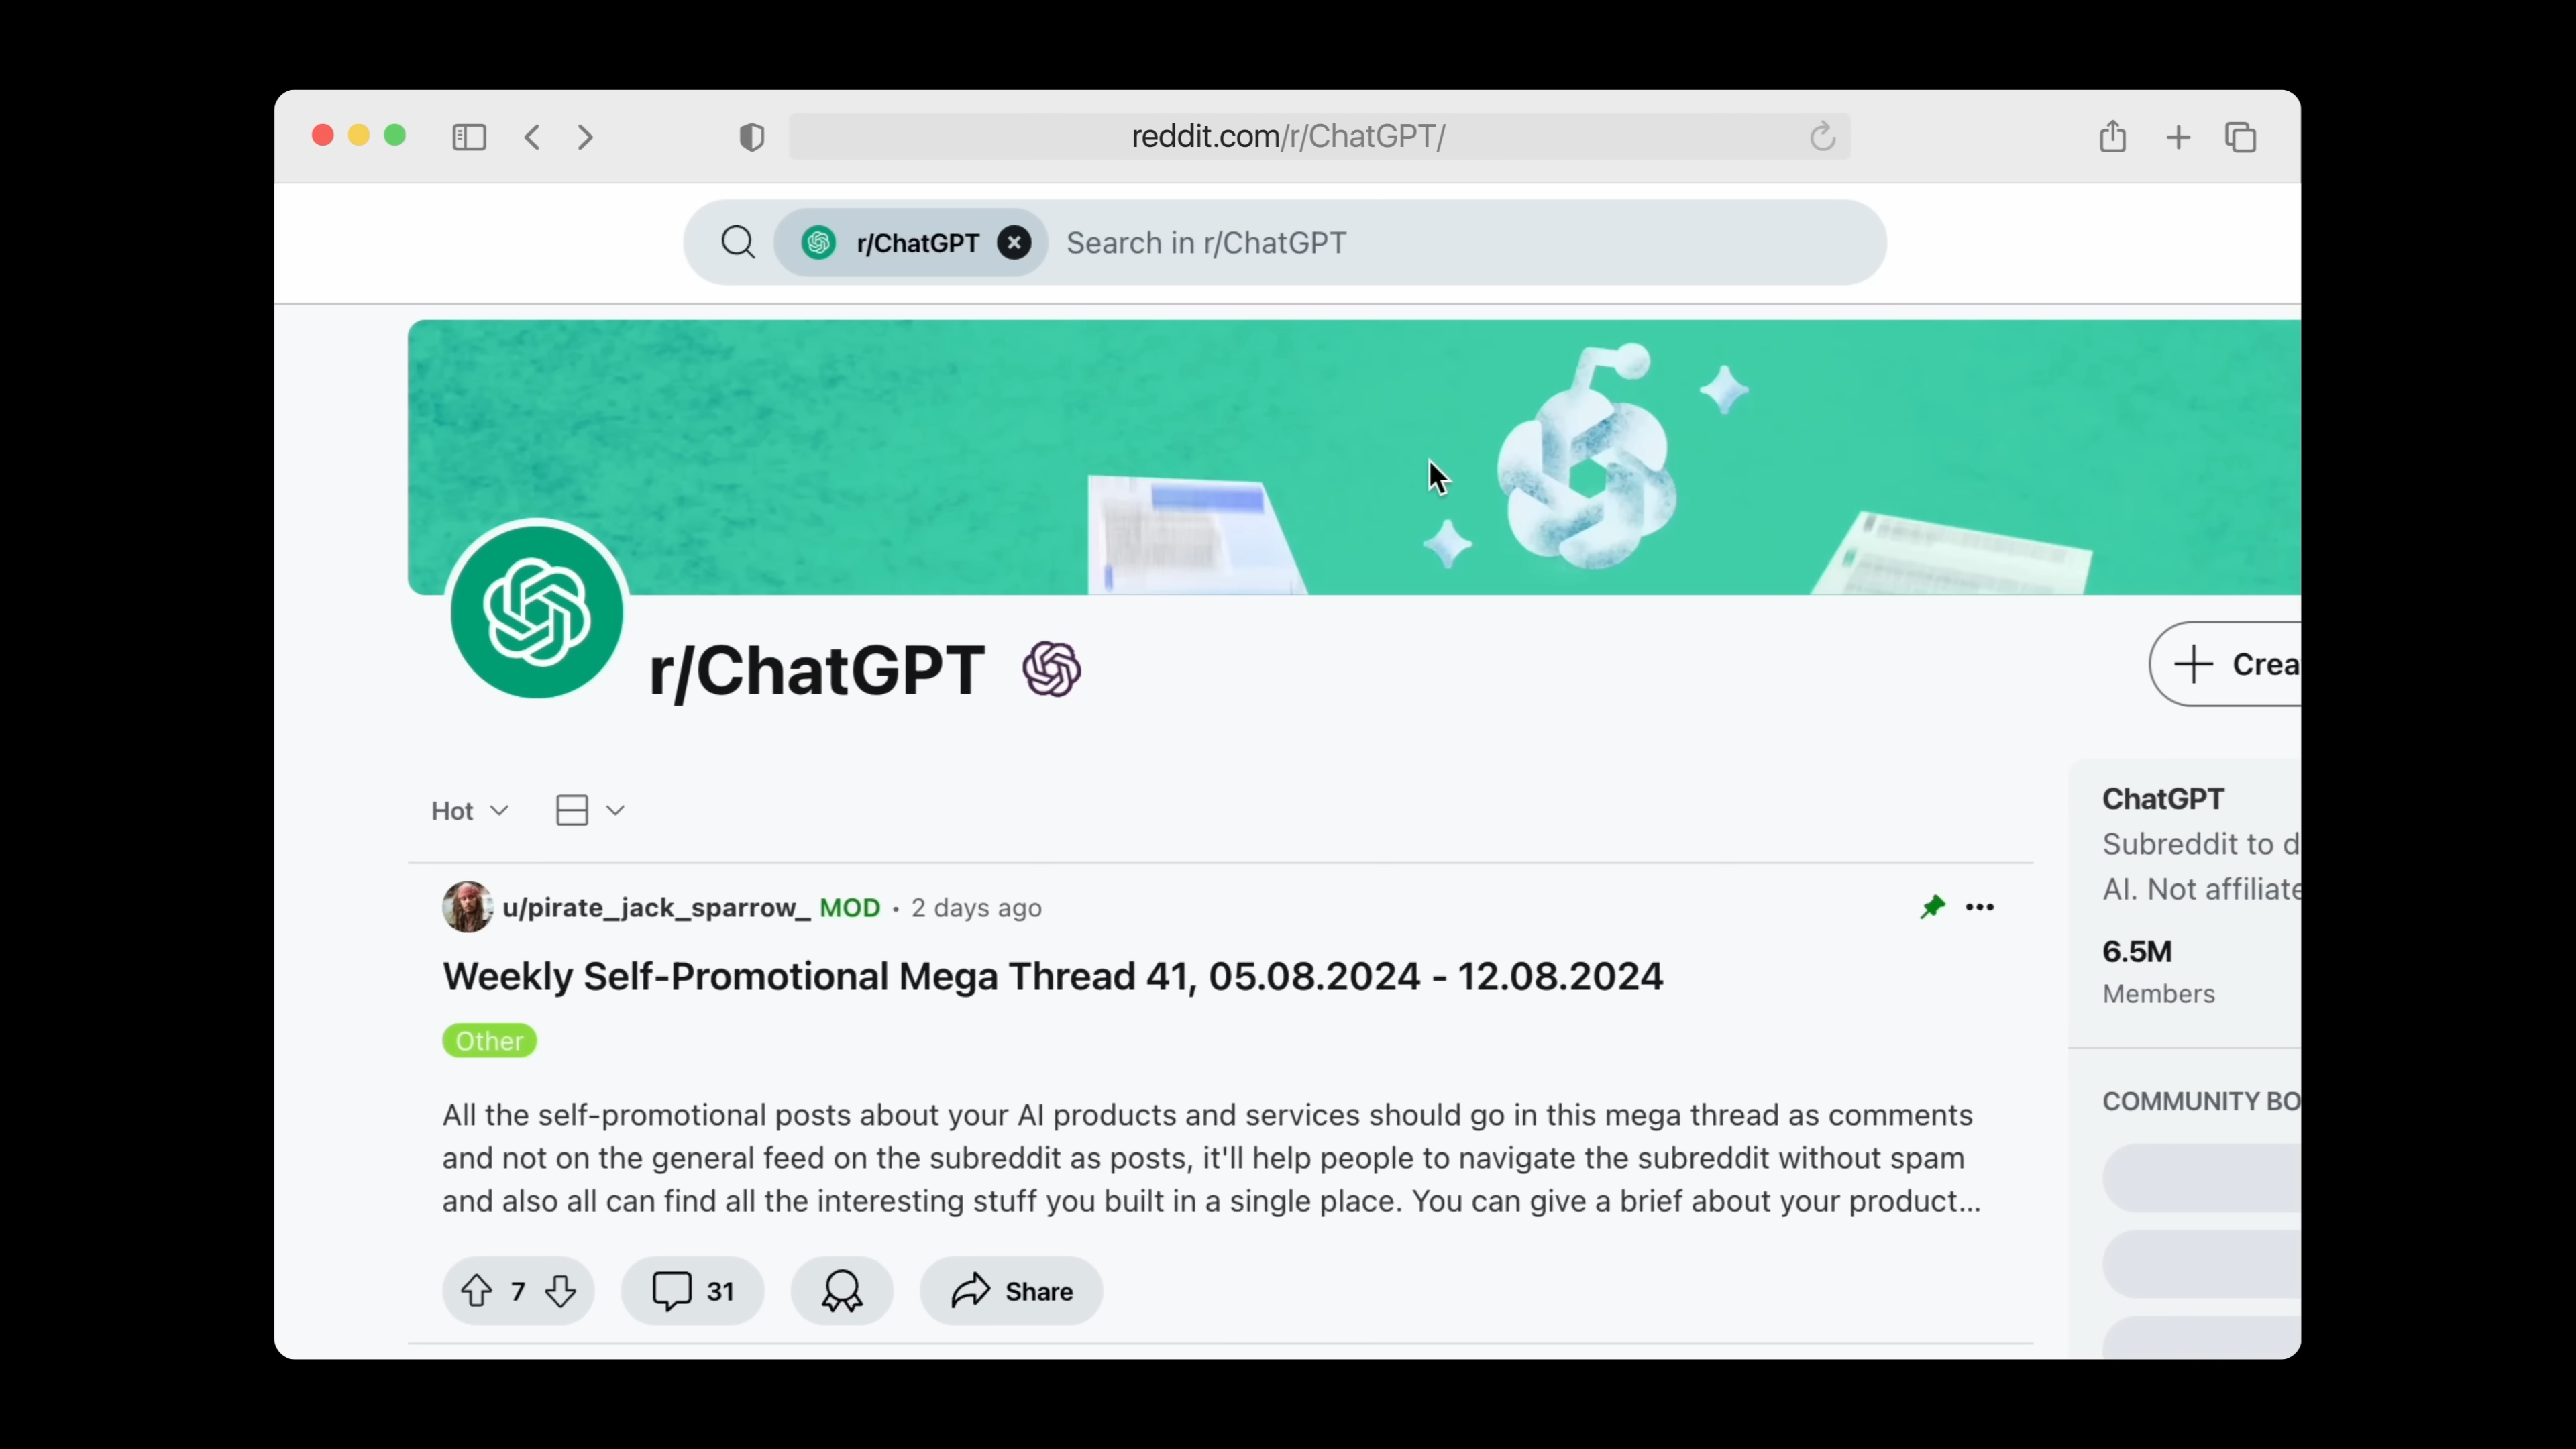 reddit.com/r/ChatGPT/
r/ChatGPT
Search in r/ChatGPT
r/ChatGPT
Crea
Hot
u/pirate_jack_sparrow_ MOD • 2 days ago
Weekly Self-Promotional Mega Thread 41, 05.08.2024 - 12.08.2024
Other
All the self-promotional posts about your AI products and services should go in this mega thread as comments
and not on the general feed on the subreddit as posts, it'll help people to navigate the subreddit without spam
and also all can find all the interesting stuff you built in a single place. You can give a brief about your product...
7
31
Share
ChatGPT
Subreddit to d
AI. Not affiliate
6.5M
Members
COMMUNITY BO